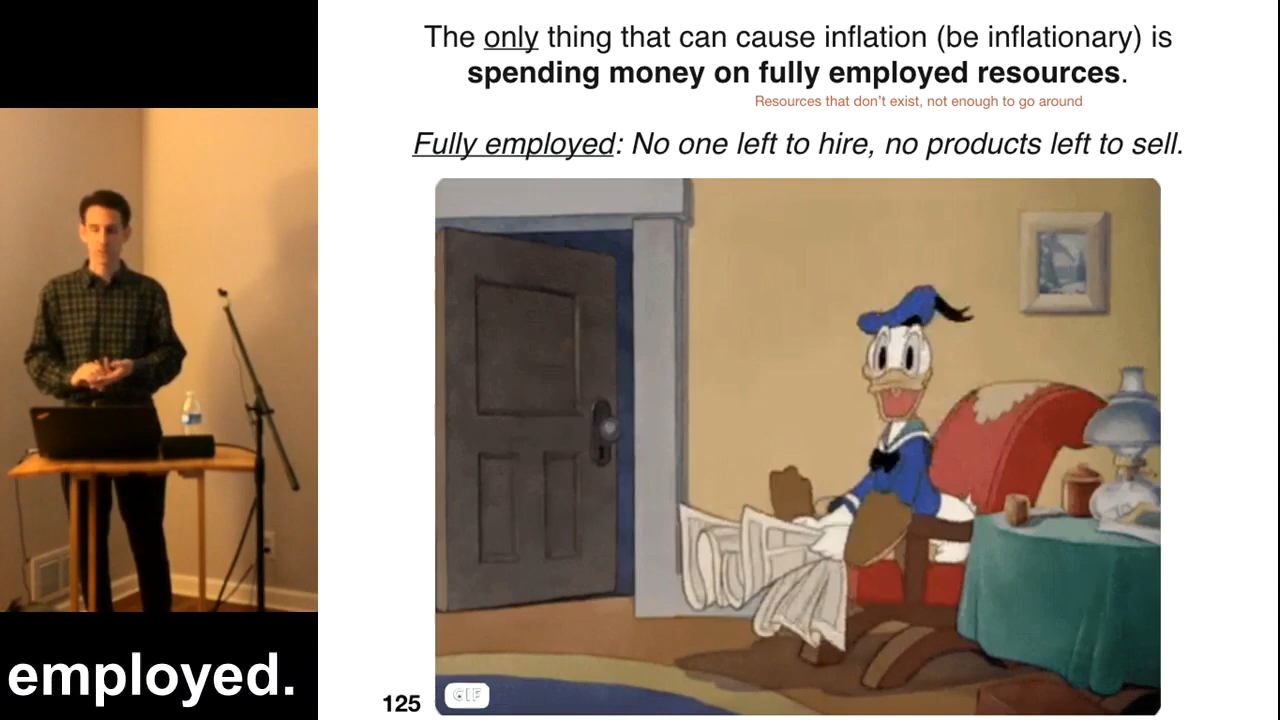 The only thing that can cause inflation (be inflationary) is
spending money on fully employed resources.
Resources that don't exist, not enough to go around
Fully employed: No one left to hire, no products left to sell.
GIF
125
employed.